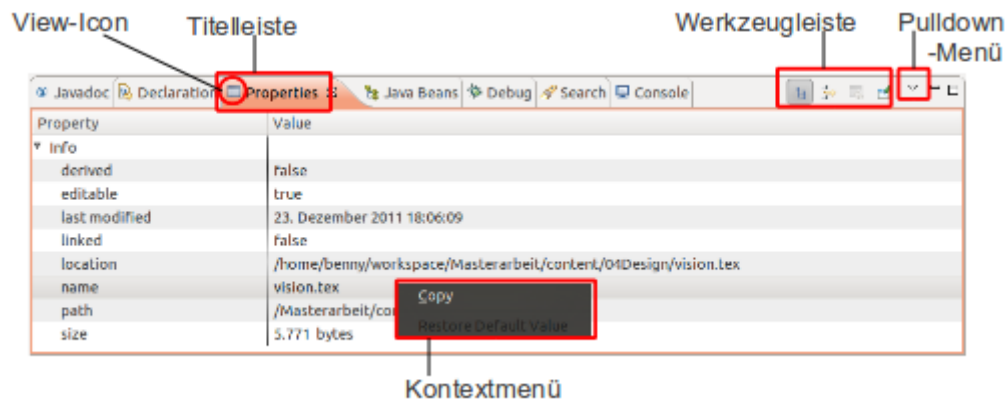 View-Icon Titelleiste Werkzeugleiste Pulldown
-Menü
Javadoc Declaration Properties Java Beans Debug Search Console
Property Value
Info
derived false
editable true
last modified 23. Dezember 2011 18:06:09
linked false
location /home/benny/workspace/Masterarbeit/content/04Design/vision.tex
name vision.tex
Copy
path /Masterarbeit/co
Restore Default Value
size 5.771 bytes
Kontextmenü